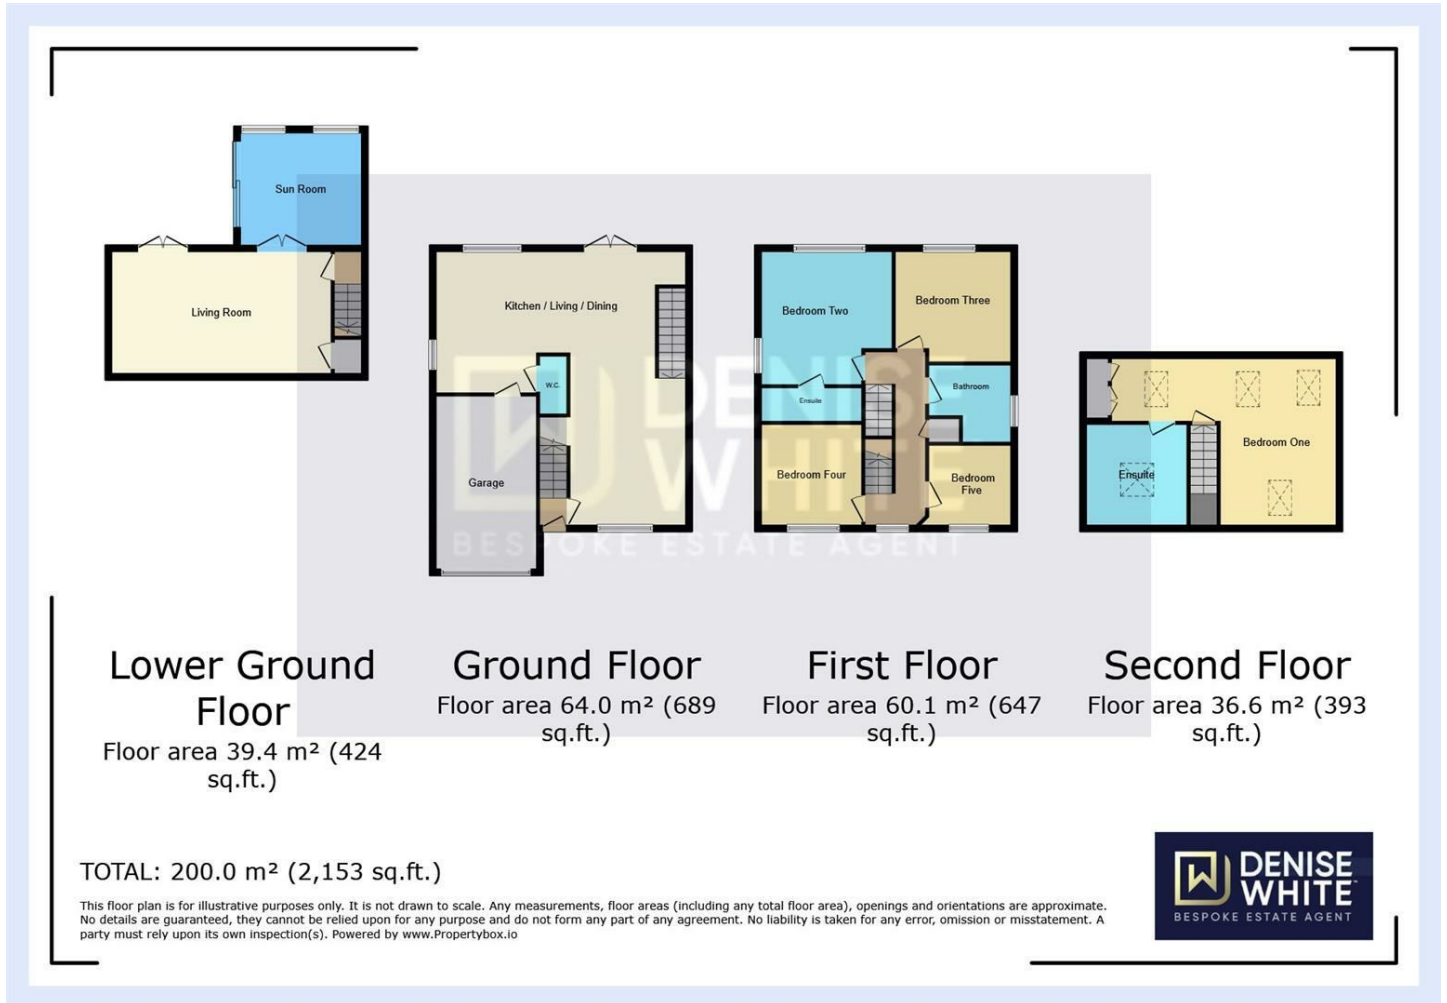 Sun Room
Living Room
Kitchen / Living / Dining
W.C.
Garage
Bedroom Two
Bedroom Three
Ensuite
Bathroom
Bedroom Four
Bedroom
Five
Bedroom One
Ensuite
DENISE
WHITE
BESPOKE ESTATE AGENT
Lower Ground
Floor
Floor area 39.4 m² (424
sq.ft.)
Ground Floor
Floor area 64.0 m² (689
sq.ft.)
First Floor
Floor area 60.1 m² (647
sq.ft.)
Second Floor
Floor area 36.6 m² (393
sq.ft.)
TOTAL: 200.0 m² (2,153 sq.ft.)
This floor plan is for illustrative purposes only. It is not drawn to scale. Any measurements, floor areas (including any total floor area), openings and orientations are approximate.
No details are guaranteed, they cannot be relied upon for any purpose and do not form any part of any agreement. No liability is taken for any error, omission or misstatement. A
party must rely upon its own inspection(s). Powered by www.Propertybox.io
DENISE
WHITE™
BESPOKE ESTATE AGENT